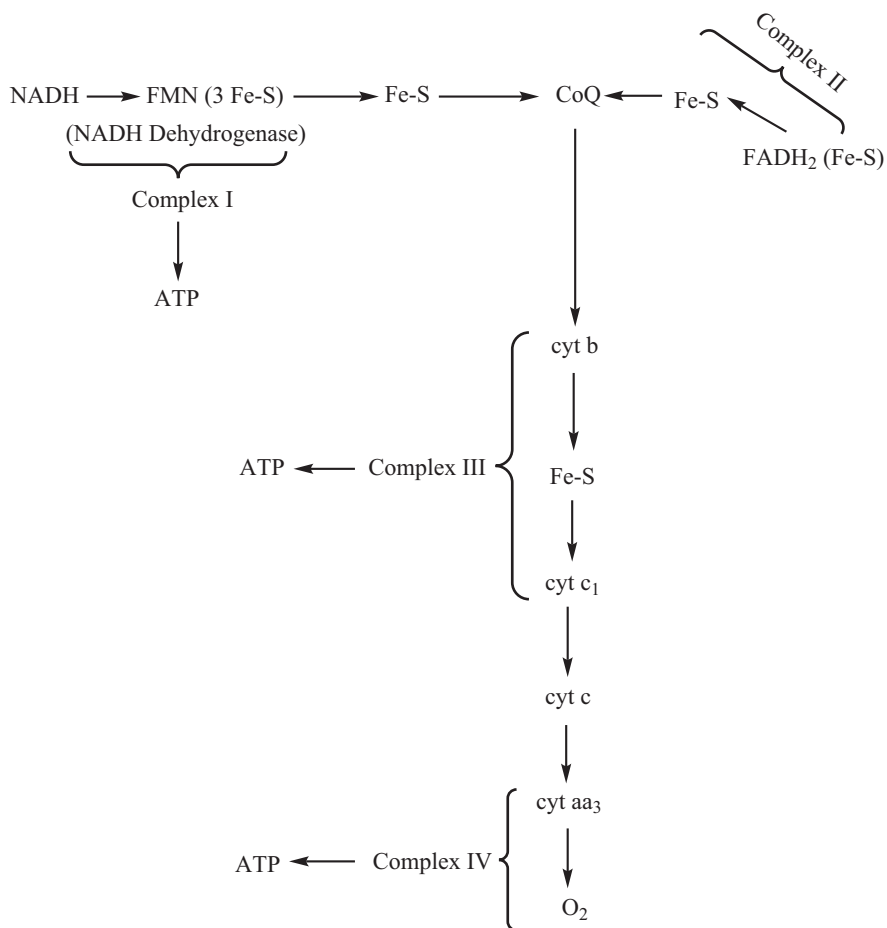 Complex II
NADH FMN (3 Fe-S) Fe-S CoQ Fe-S
(NADH Dehydrogenase)
FADH₂ (Fe-S)
Complex I
ATP
cyt b
ATP Complex III Fe-S
cyt c₁
cyt c
cyt aa₃
ATP Complex IV
O₂